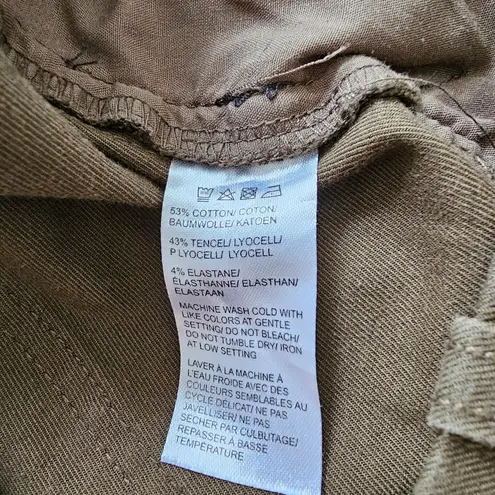 53% COTTON/ COTON/
BAUMWOLLE/ KATOEN
43% TENCEL/ LYOCELL/
P LYOCELL/ LYOCELL
4% ELASTANE/
ÉLASTHANNE/ ELASTHAN/
ELASTAAN
MACHINE WASH COLD WITH
LIKE COLORS AT GENTLE
SETTING/ DO NOT BLEACH/
DO NOT TUMBLE DRY/ IRON
AT LOW SETTING
LAVER À LA MACHINE À
L'EAU FROIDE AVEC DES
COULEURS SEMBLABLES AU
CYCLE DÉLICAT/ NE PAS
JAVELLISER/ NE PAS
SECHER PAR CULBUTAGE/
REPASSER À BASSE
TEMPÉRATURE